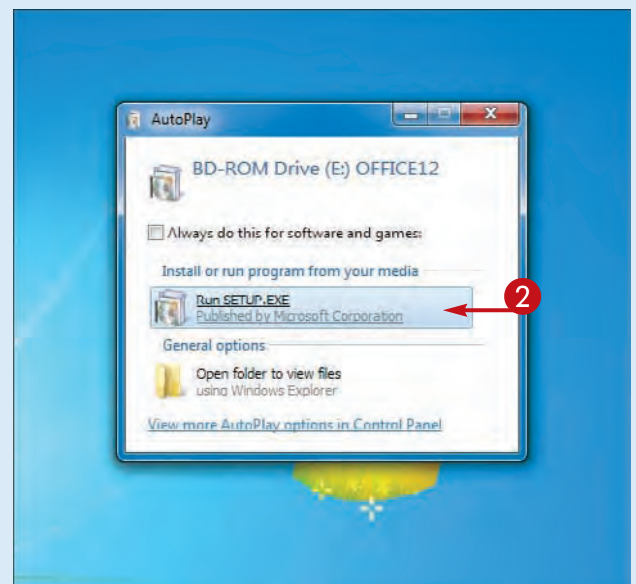 AutoPlay
BD-ROM Drive (E:) OFFICE12
Always do this for software and games:
Install or run program from your media
Run SETUP.EXE
Published by Microsoft Corporation
2
General options
Open folder to view files
using Windows Explorer
View more AutoPlay options in Control Panel